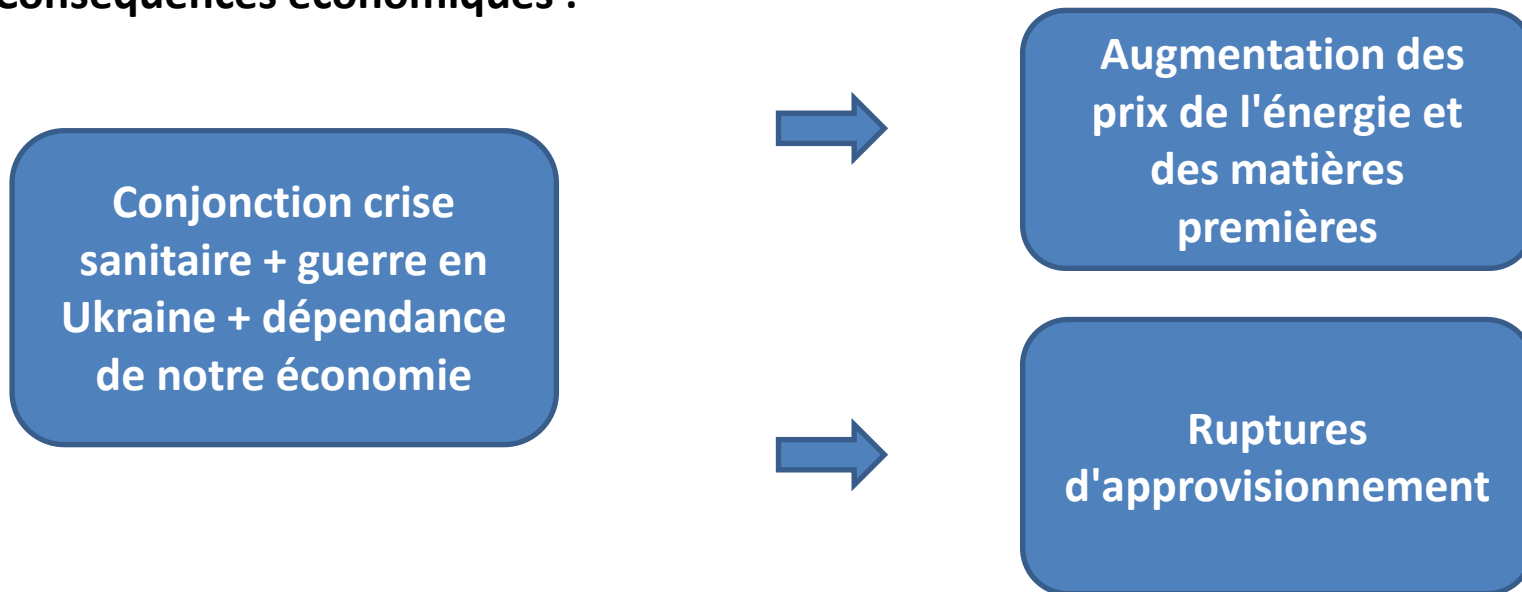 conséquences économiques :
Conjonction crise
sanitaire + guerre en
Ukraine + dépendance
de notre économie
Augmentation des
prix de l'énergie et
des matières
premières
Ruptures
d'approvisionnement